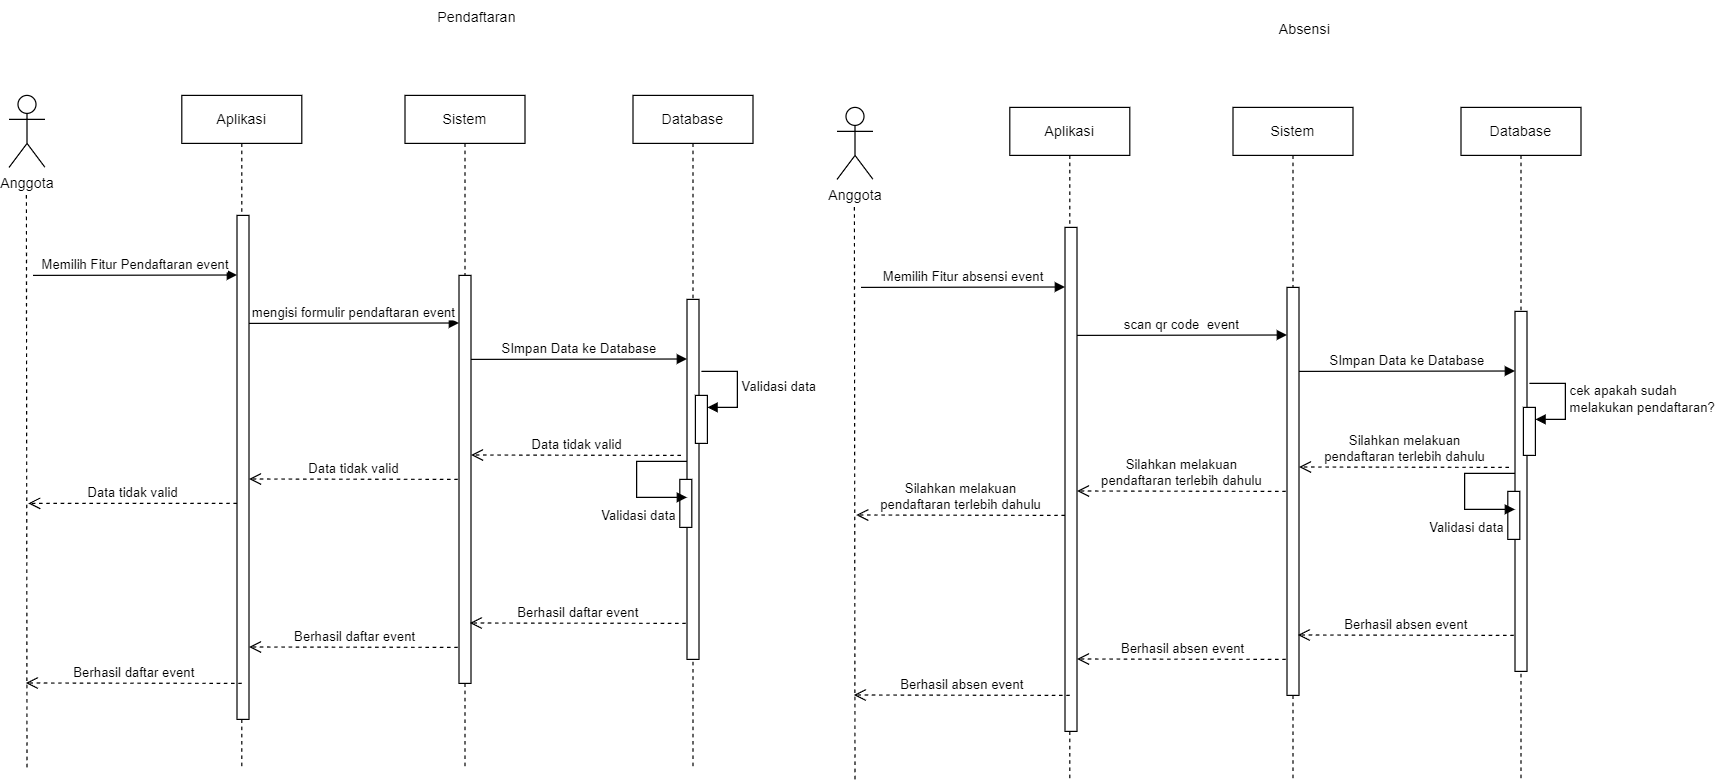 Pendaftaran
Aplikasi
Sistem
Database
Anggota
Memilih Fitur Pendaftaran event
mengisi formulir pendaftaran event
SImpan Data ke Database
Validasi data
Data tidak valid
Data tidak valid
Data tidak valid
Validasi data
Berhasil daftar event
Berhasil daftar event
Berhasil daftar event
Absensi
Aplikasi
Sistem
Database
Anggota
Memilih Fitur absensi event
scan qr code  event
SImpan Data ke Database
cek apakah sudah
melakukan pendaftaran?
Silahkan melakuan
pendaftaran terlebih dahulu
Silahkan melakuan
pendaftaran terlebih dahulu
Silahkan melakuan
pendaftaran terlebih dahulu
Validasi data
Berhasil absen event
Berhasil absen event
Berhasil absen event